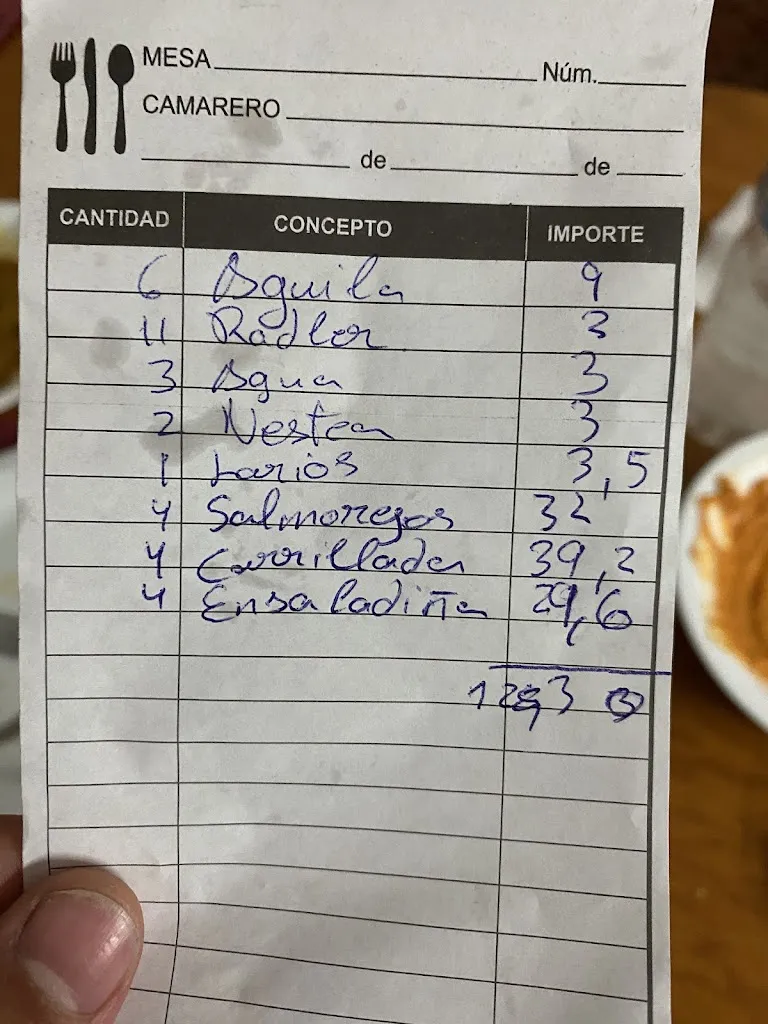 MESA Núm.
CAMARERO
de de
CANTIDAD CONCEPTO IMPORTE
6 Aguila 9
11 Radler 3
3 Agua 3
2 Nestea 3
1 Larios 3,5
4 Salmorejos 32
4 Carrillada 39,2
4 Ensaladiña 29,6